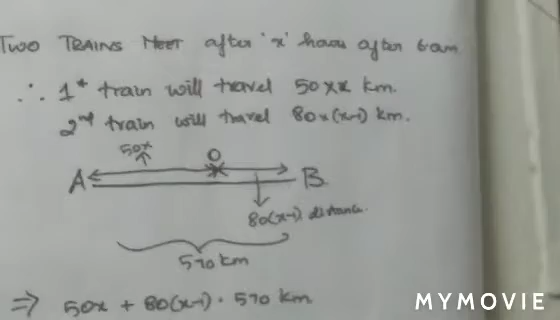 TWO TRAINS MEET after 'x' hours after 6am
∴ 1st train will travel 50×x km.
2nd train will travel 80×(x-1) km.
50x
O
A
B
80(x-1) distance.
570 km
⇒ 50x + 80(x-1) · 570 km
MYMOVIE